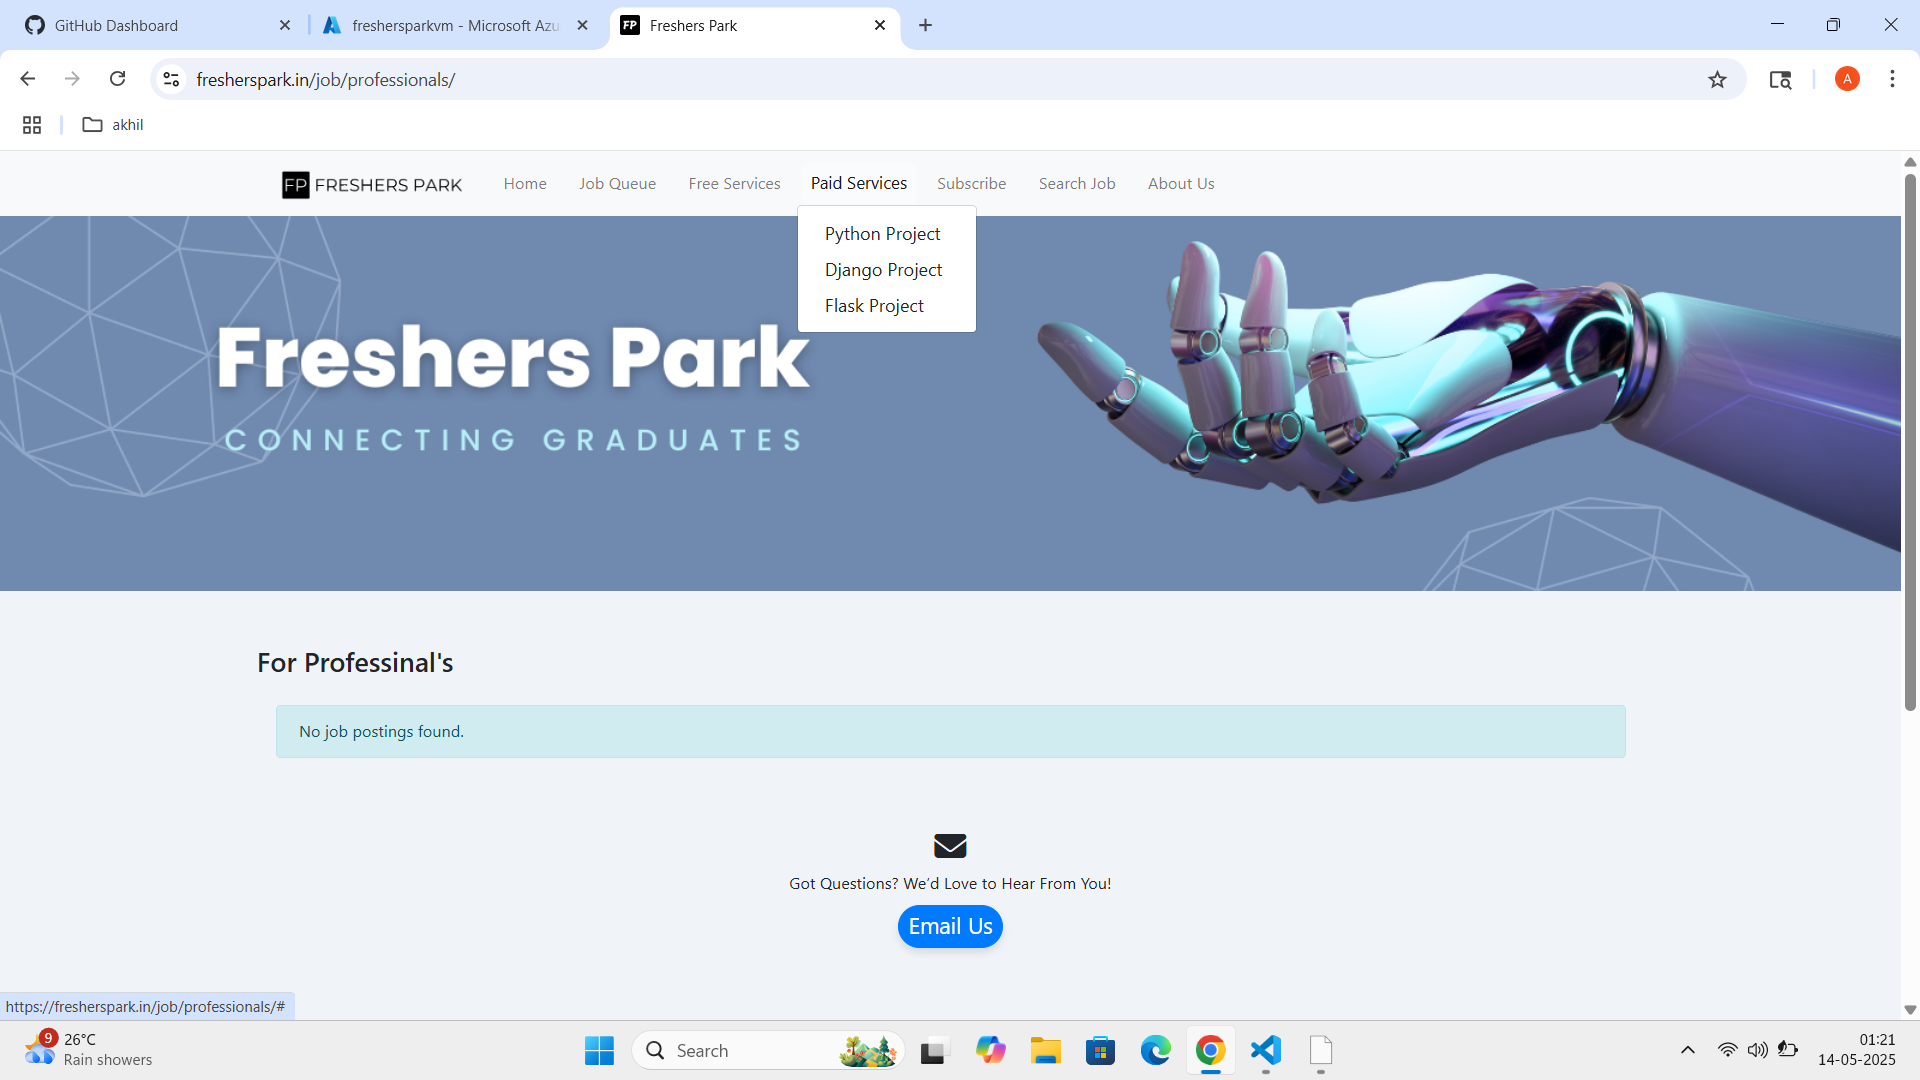 GitHub Dashboard
freshersparkvm - Microsoft Azu
FP
Freshers Park
fresherspark.in/job/professionals/
A
akhil
FP FRESHERS PARK
Home
Job Queue
Free Services
Paid Services
Subscribe
Search Job
About Us
Python Project
Django Project
Flask Project
Freshers Park
CONNECTING GRADUATES
For Professinal's
No job postings found.
Got Questions? We’d Love to Hear From You!
Email Us
https://fresherspark.in/job/professionals/#
9
26°C
Rain showers
Search
01:21
14-05-2025